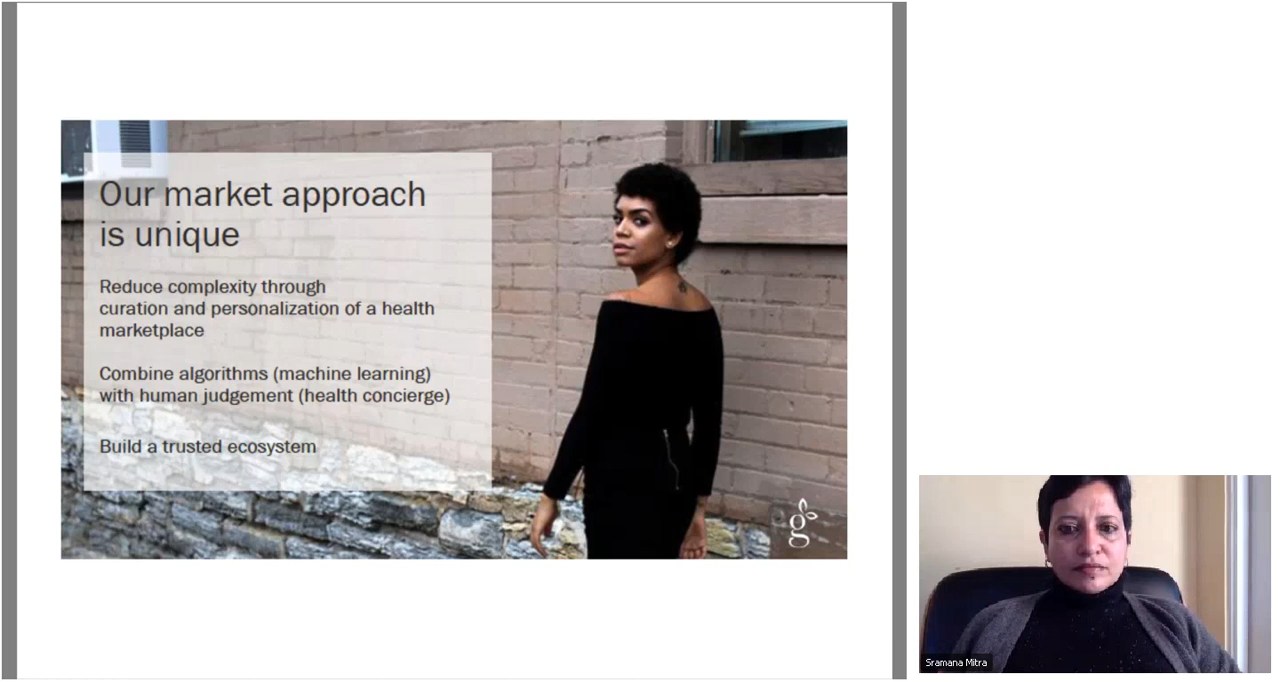 Our market approach
is unique
Reduce complexity through
curation and personalization of a health
marketplace
Combine algorithms (machine learning)
with human judgement (health concierge)
Build a trusted ecosystem
g
Sramana Mitra